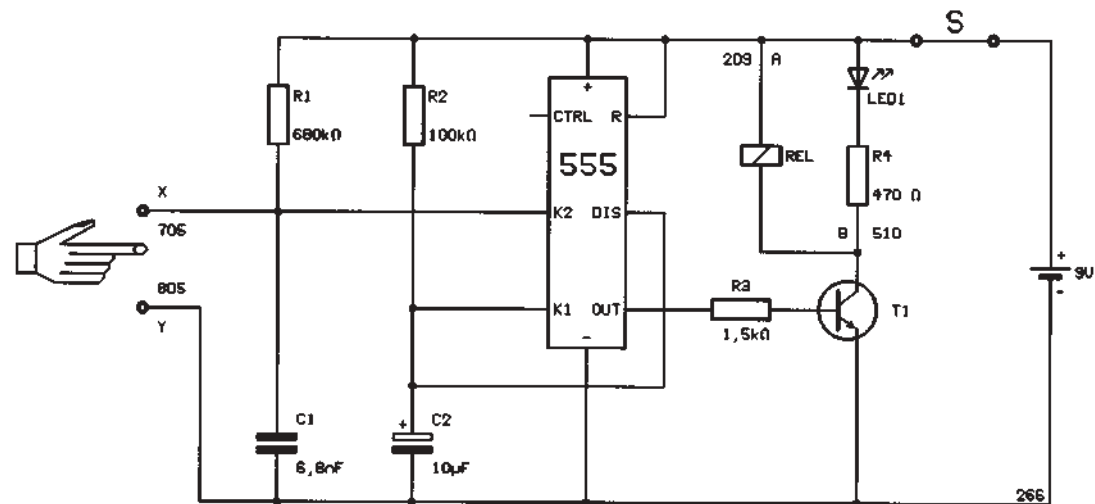 S
209 A
R1
680kΩ
R2
100kΩ
+
CTRL R
555
LED1
REL
R4
470 Ω
X
706
K2 DIS
B 510
+
9V
-
805
Y
K1 OUT
R3
1,5kΩ
T1
-
C1
6,8nF
+
C2
10µF
266